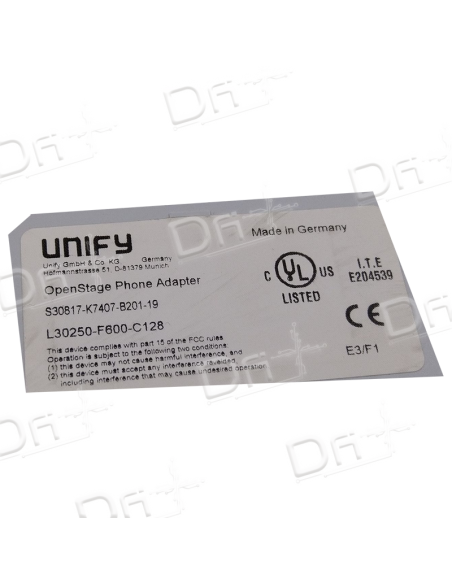 UNIFY
Made in Germany
Unify GmbH & Co. KG Germany
Hofmannstrasse 51, D-81379 Munich
OpenStage Phone Adapter
S30817-K7407-B201-19
L30250-F600-C128
This device complies with part 15 of the FCC rules
Operation is subject to the following two conditions.
(1) this device may not cause harmful interference, and
(2) this device must accept any interference received,
including interference that may cause undesired operation
C UL US
LISTED
I.T.E
E204539
CE
E3/F1